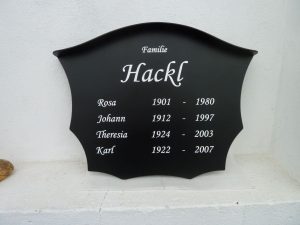 Familie
Hackl
Rosa 1901 - 1980
Johann 1912 - 1997
Theresia 1924 - 2003
Karl 1922 - 2007